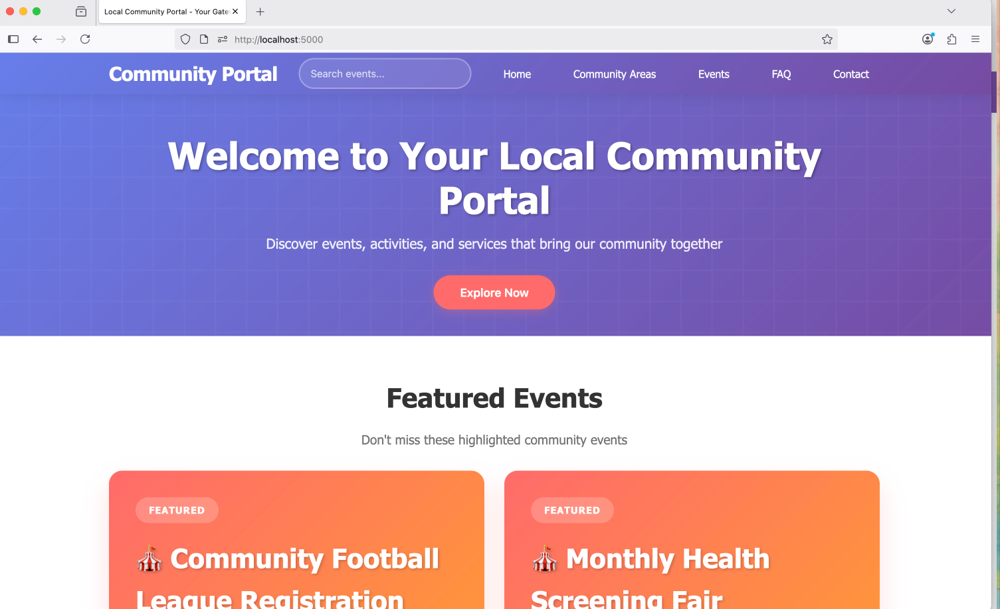 Local Community Portal - Your Gate
http://localhost:5000
Community Portal
Search events...
Home
Community Areas
Events
FAQ
Contact
Welcome to Your Local Community
Portal
Discover events, activities, and services that bring our community together
Explore Now
Featured Events
Don't miss these highlighted community events
FEATURED
🎪 Community Football
League Registration
FEATURED
🎪 Monthly Health
Screening Fair